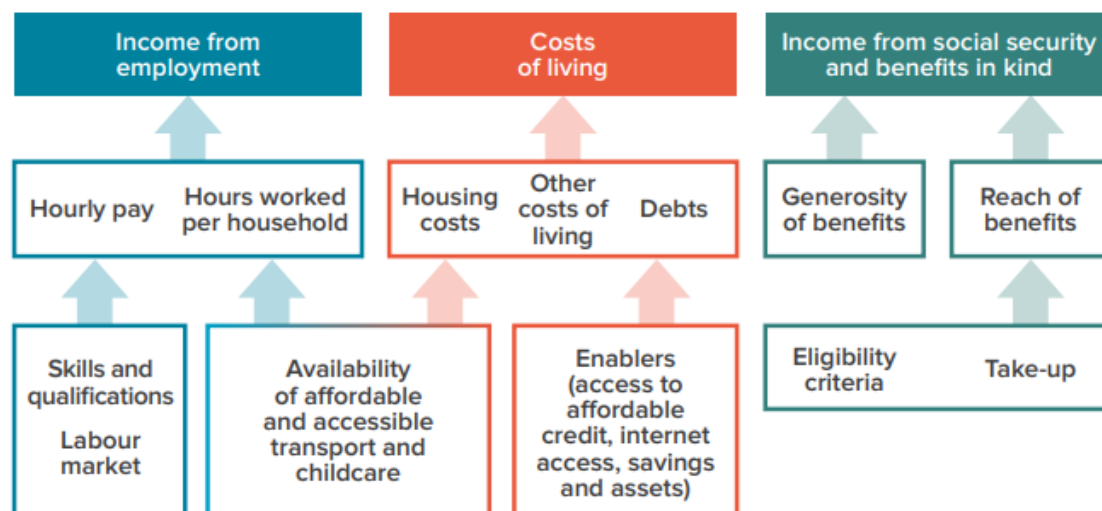 Income from
employment
Costs
of living
Income from social security
and benefits in kind
Hourly pay
Hours worked
per household
Housing
costs
Other
costs of
living
Debts
Generosity
of benefits
Reach of
benefits
Skills and
qualifications
Labour
market
Availability
of affordable
and accessible
transport and
childcare
Enablers
(access to
affordable
credit, internet
access, savings
and assets)
Eligibility
criteria
Take-up